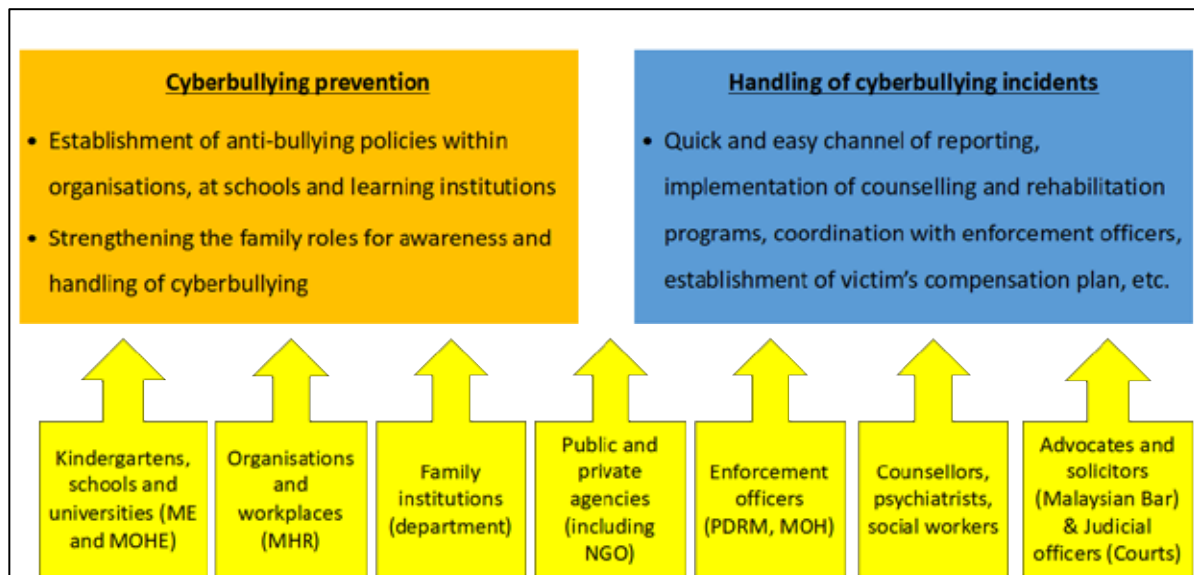 Cyberbullying prevention
• Establishment of anti-bullying policies within
organisations, at schools and learning institutions
• Strengthening the family roles for awareness and
handling of cyberbullying
Handling of cyberbullying incidents
• Quick and easy channel of reporting,
implementation of counselling and rehabilitation
programs, coordination with enforcement officers,
establishment of victim's compensation plan, etc.
Kindergartens,
schools and
universities (ME
and MOHE)
Organisations
and
workplaces
(MHR)
Family
institutions
(department)
Public and
private
agencies
(including
NGO)
Enforcement
officers
(PDRM, MOH)
Counsellors,
psychiatrists,
social workers
Advocates and
solicitors
(Malaysian Bar)
& Judicial
officers (Courts)